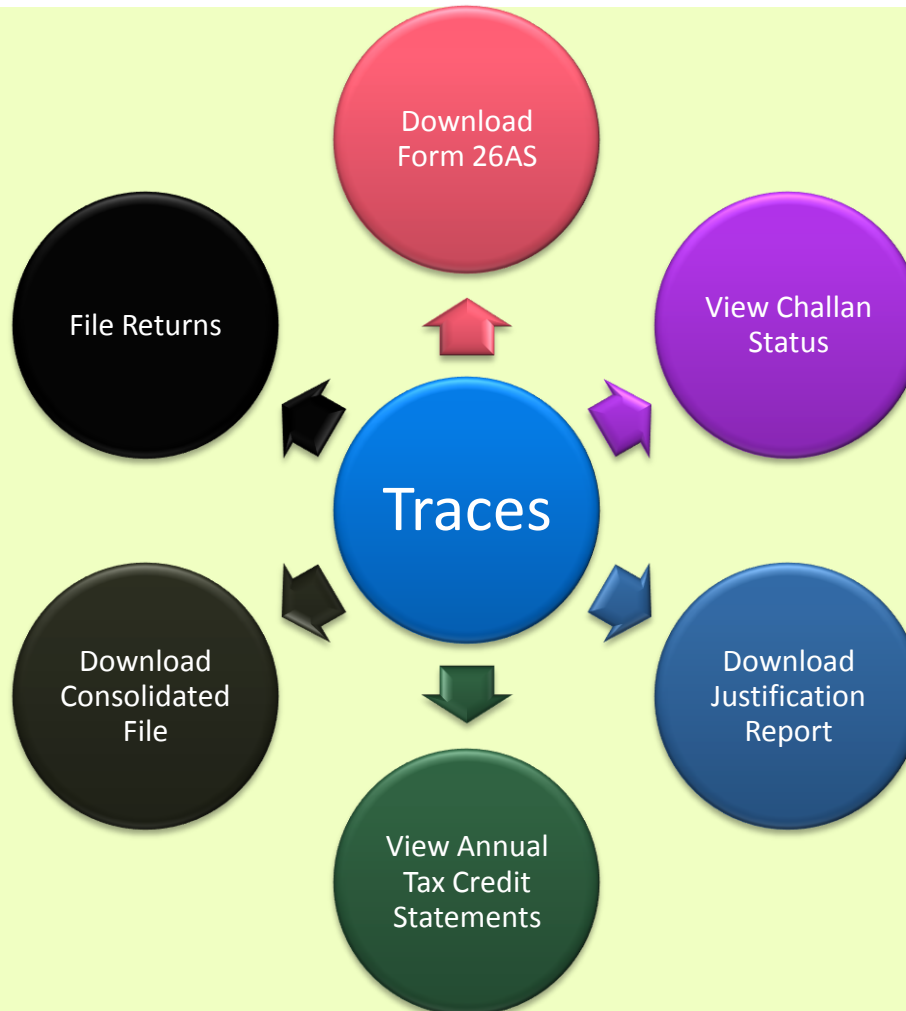 Download
Form 26AS
View Challan
Status
Download
Justification
Report
View Annual
Tax Credit
Statements
Download
Consolidated
File
File Returns
Traces